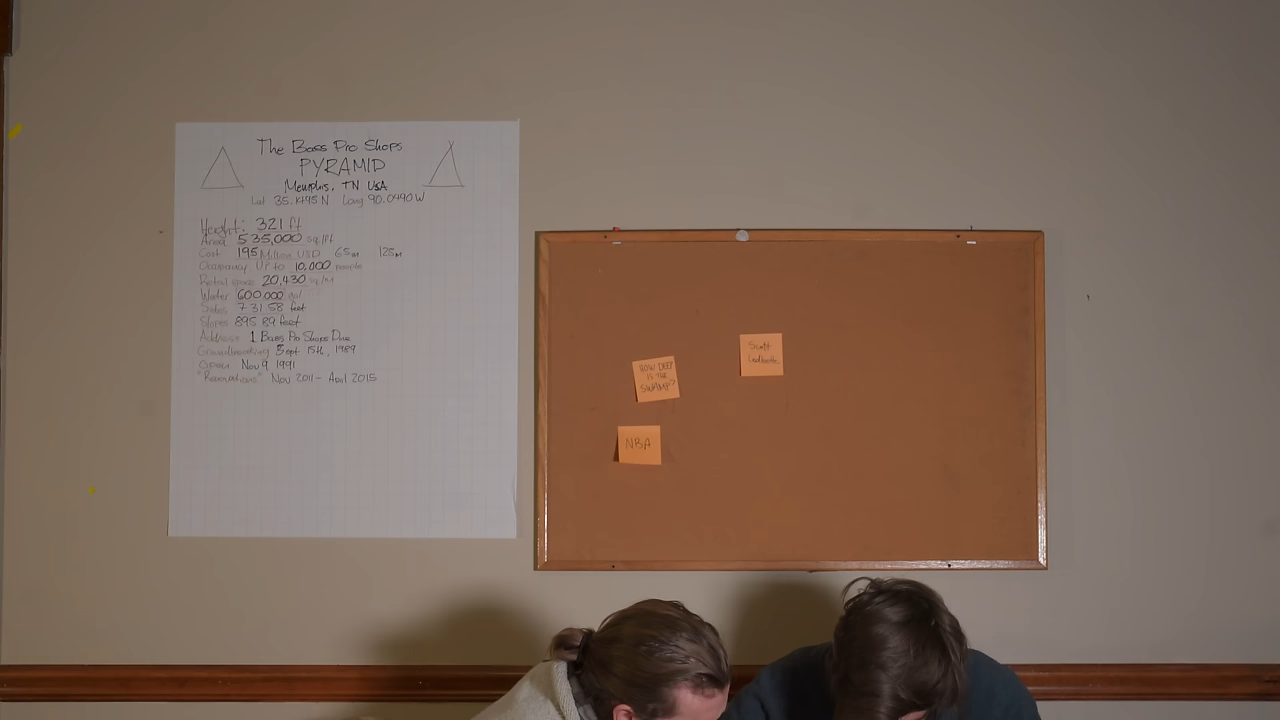 The Bass Pro Shops
PYRAMID
Memphis, TN USA
Lat 35.1495 N Long 90.0490 W
Height: 321 ft
Area 535,000 sq/ft
Cost 195 Million USD 65m 125m
Occupancy Up to 10,000 people
Retail space 20,430 sq/m
Water 600,000 gal
Sides 731 58 feet
Slopes 895 89 feet
Address 1 Bass Pro Shops Drive
Groundbreaking Sept 15th, 1989
Open Nov 9 1991
"Renovations" Nov 2011 - April 2015
Scott
HOW DEEP
IS THE
SWAMP?
NBA